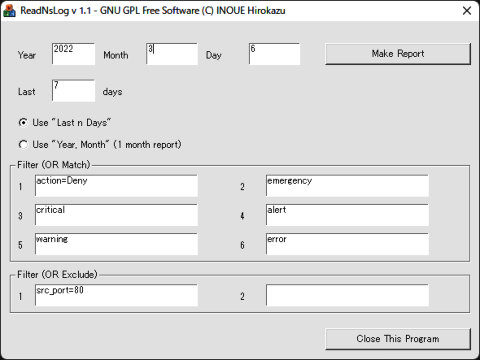 ReadNsLog v 1.1 - GNU GPL Free Software (C) INOUE Hirokazu
Year 2022 Month 3 Day 6 Make Report
Last 7 days
Use "Last n Days"
Use "Year, Month" (1 month report)
Filter (OR Match)
1 action=Deny 2 emergency
3 critical 4 alert
5 warning 6 error
Filter (OR Exclude)
1 src_port=80 2
Close This Program